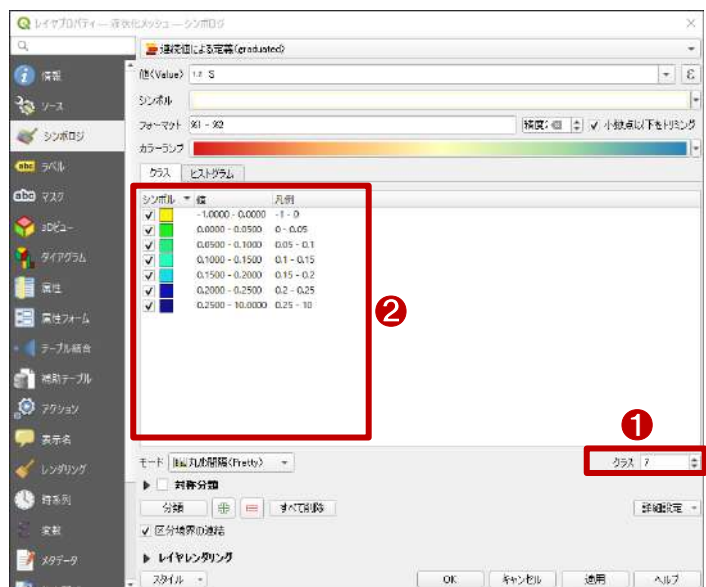 レイヤプロパティ — 液状化メッシュ — シンボロジ
連続値による定義(graduated)
情報
値(Value) 1.2 S ε
ソース
シンボル
シンボロジ
フォーマット %1 - %2 精度: 4 小数点以下をトリミング
カラーランプ
abc ラベル
クラス ヒストグラム
abc マスク
シンボル 値 凡例
-1.0000 - 0.0000 -1 - 0
3Dビュー
0.0000 - 0.0500 0 - 0.05
0.0500 - 0.1000 0.05 - 0.1
ダイアグラム
0.1000 - 0.1500 0.1 - 0.15
0.1500 - 0.2000 0.15 - 0.2
属性
0.2000 - 0.2500 0.2 - 0.25
0.2500 - 10.0000 0.25 - 10
2
属性フォーム
テーブル結合
補助テーブル
アクション
1
表示名
モード 丸め間隔(Pretty) クラス 7
レンダリング
対称分類
時系列
分類 すべて削除 詳細設定
変数
区分境界の連結
メタデータ
レイヤレンダリング
スタイル OK キャンセル 適用 ヘルプ